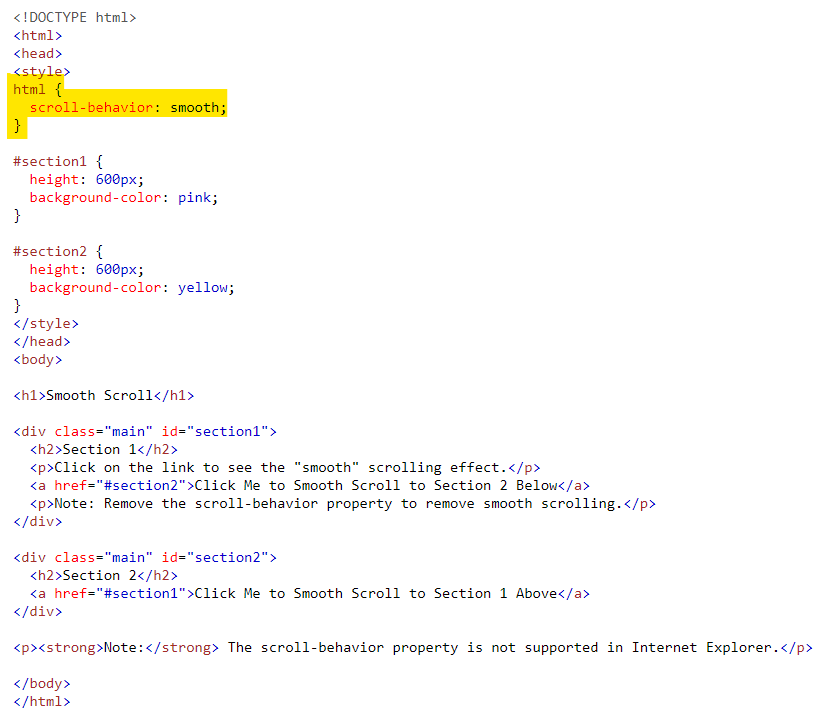 <!DOCTYPE html>
<html>
<head>
<style>
html {
  scroll-behavior: smooth;
}

#section1 {
  height: 600px;
  background-color: pink;
}

#section2 {
  height: 600px;
  background-color: yellow;
}
</style>
</head>
<body>

<h1>Smooth Scroll</h1>

<div class="main" id="section1">
  <h2>Section 1</h2>
  <p>Click on the link to see the "smooth" scrolling effect.</p>
  <a href="#section2">Click Me to Smooth Scroll to Section 2 Below</a>
  <p>Note: Remove the scroll-behavior property to remove smooth scrolling.</p>
</div>

<div class="main" id="section2">
  <h2>Section 2</h2>
  <a href="#section1">Click Me to Smooth Scroll to Section 1 Above</a>
</div>

<p><strong>Note:</strong> The scroll-behavior property is not supported in Internet Explorer.</p>

</body>
</html>